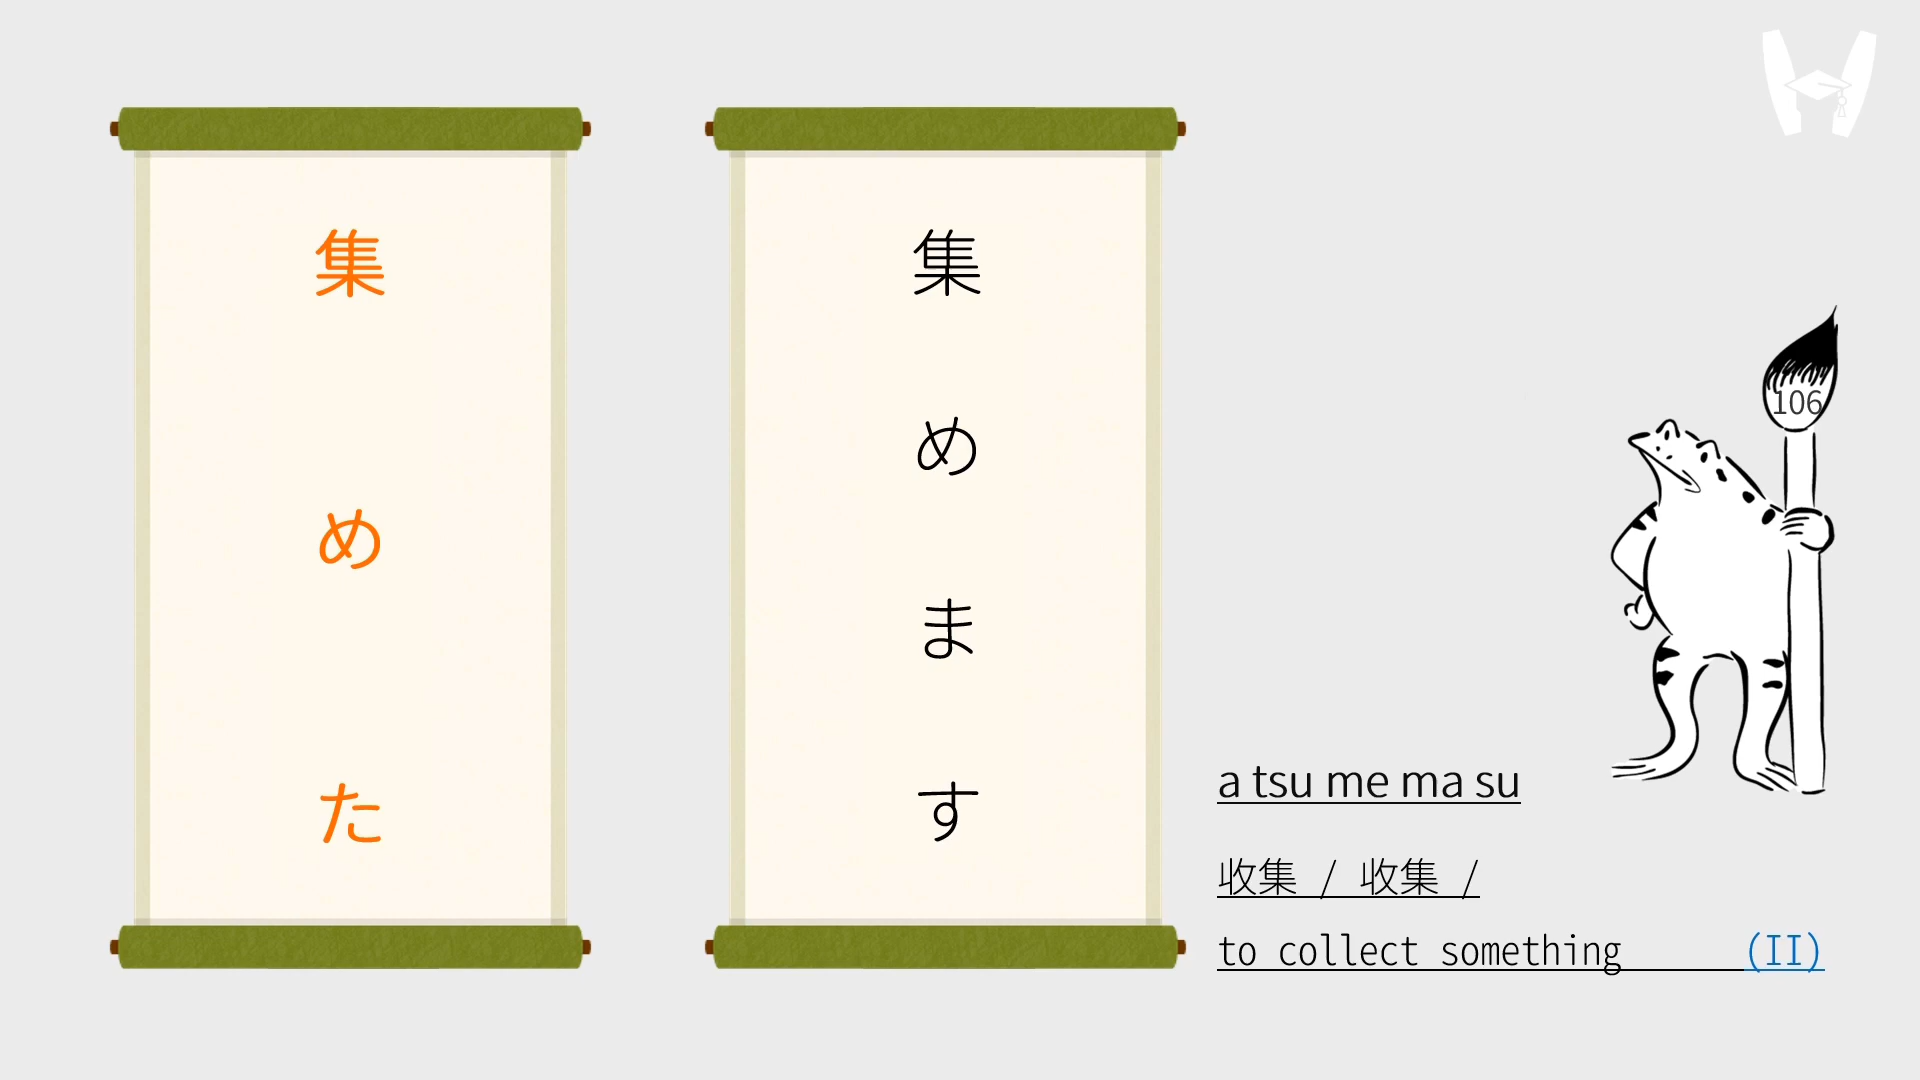 集めた
集めます
106
a tsu me ma su
收集 / 收集 /
to collect something (II)